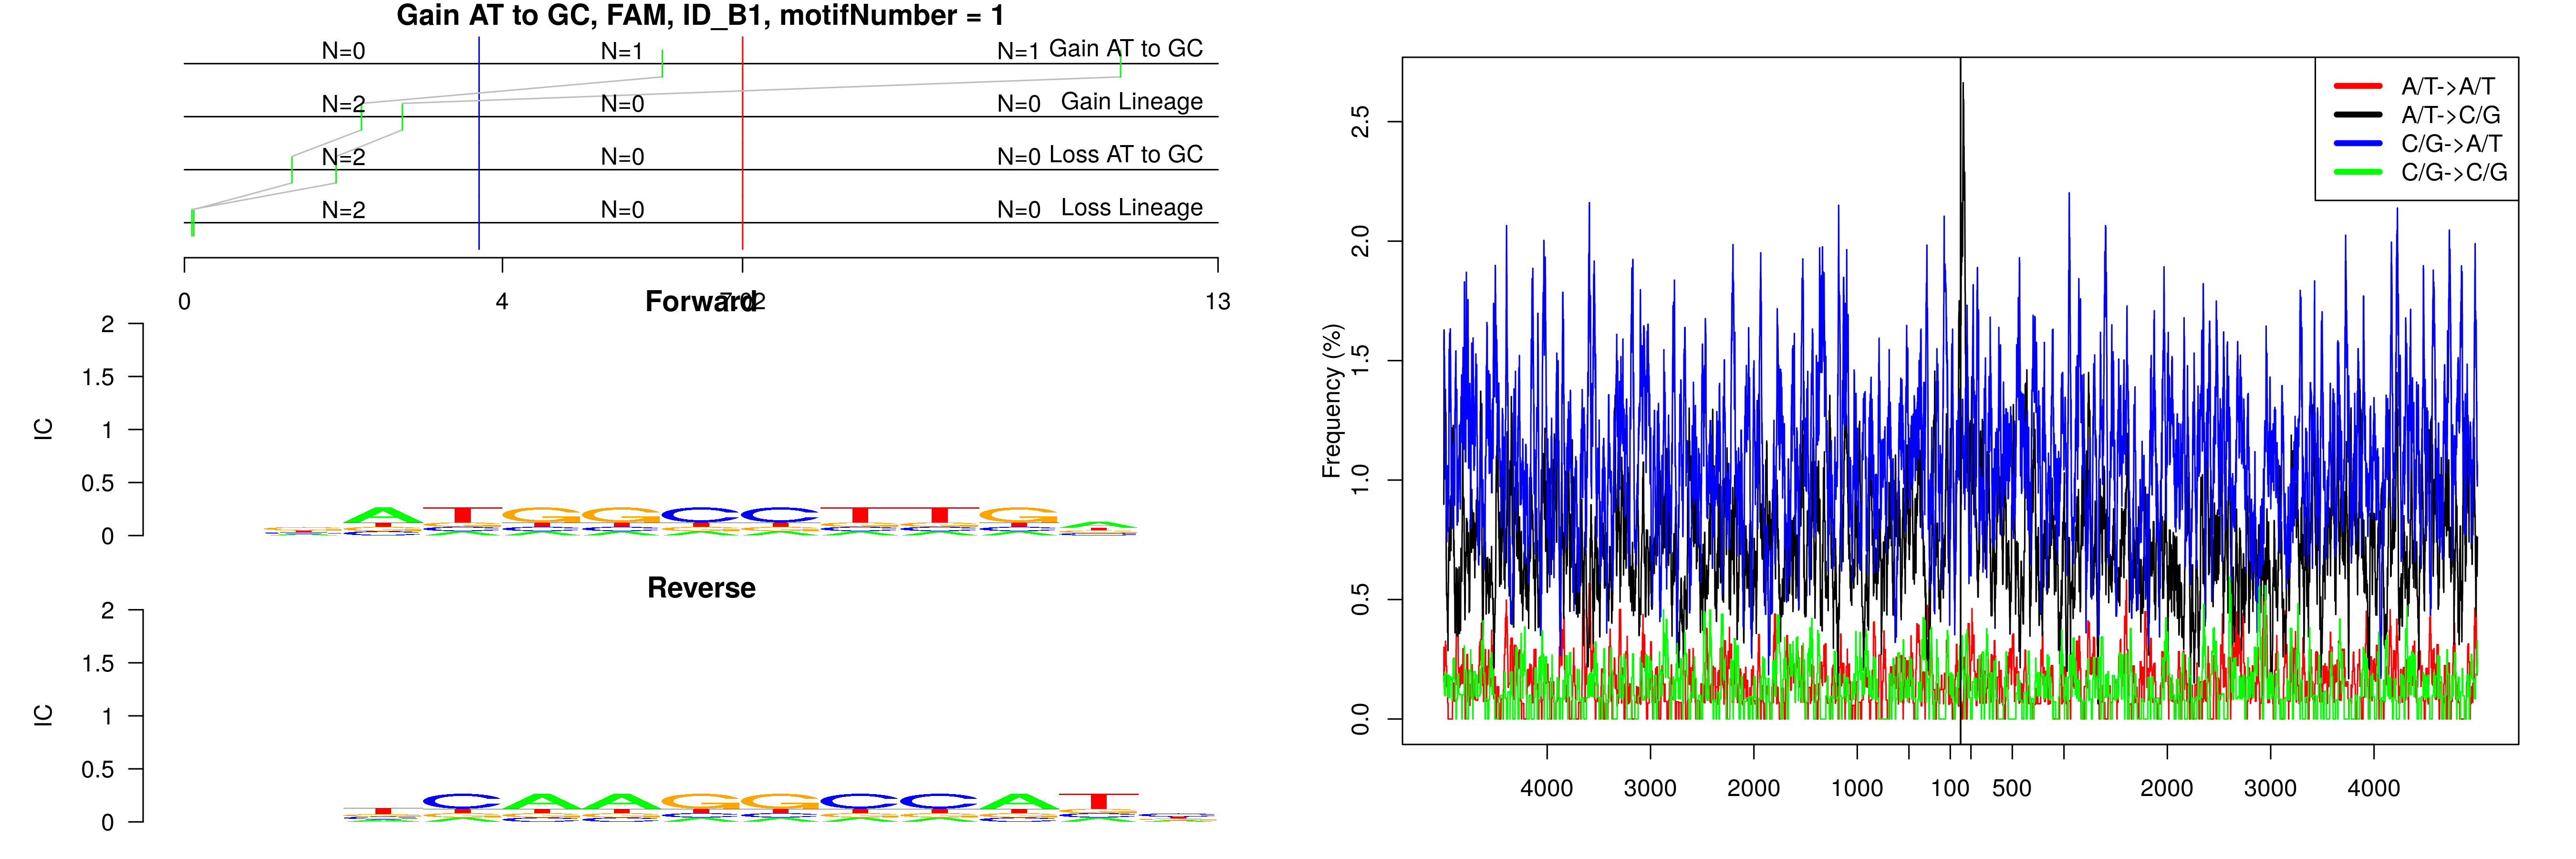 Gain AT to GC, FAM, ID_B1, motifNumber = 1
N=0 N=1 N=1 Gain AT to GC
N=2 N=0 N=0 Gain Lineage
N=2 N=0 N=0 Loss AT to GC
N=2 N=0 N=0 Loss Lineage
0 4 7.02 13
Forward
2
1.5
1
0.5
0
IC
ATGGCCTTGA
Reverse
2
1.5
1
0.5
0
IC
TCAAGGCCAT
Frequency (%)
2.5
2.0
1.5
1.0
0.5
0.0
4000 3000 2000 1000 100 500 2000 3000 4000
A/T->A/T
A/T->C/G
C/G->A/T
C/G->C/G